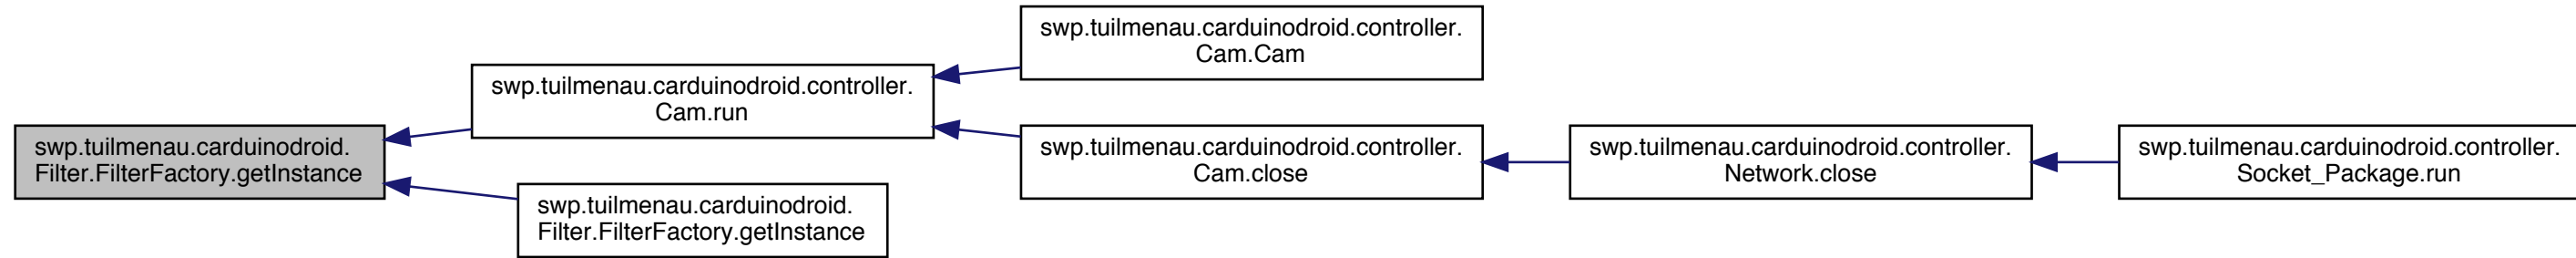 swp.tuilmenau.carduinodroid.
Filter.FilterFactory.getInstance
swp.tuilmenau.carduinodroid.controller.
Cam.run
swp.tuilmenau.carduinodroid.
Filter.FilterFactory.getInstance
swp.tuilmenau.carduinodroid.controller.
Cam.Cam
swp.tuilmenau.carduinodroid.controller.
Cam.close
swp.tuilmenau.carduinodroid.controller.
Network.close
swp.tuilmenau.carduinodroid.controller.
Socket_Package.run